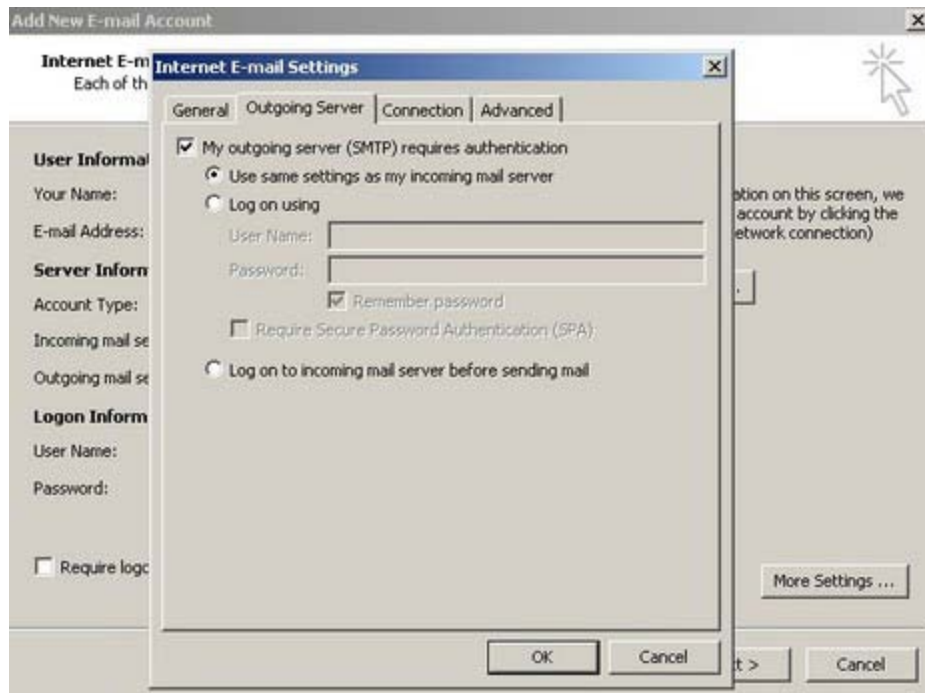 Add New E-mail Account
Internet E-m
Each of th
Internet E-mail Settings
General Outgoing Server Connection Advanced
My outgoing server (SMTP) requires authentication
Use same settings as my incoming mail server
Log on using
User Name:
Password:
Remember password
Require Secure Password Authentication (SPA)
Log on to incoming mail server before sending mail
OK Cancel
User Informa
Your Name:
E-mail Address:
Server Inform
Account Type:
Incoming mail se
Outgoing mail se
Logon Inform
User Name:
Password:
Require logo
ation on this screen, we
account by clicking the
etwork connection)
.
More Settings ...
t > Cancel